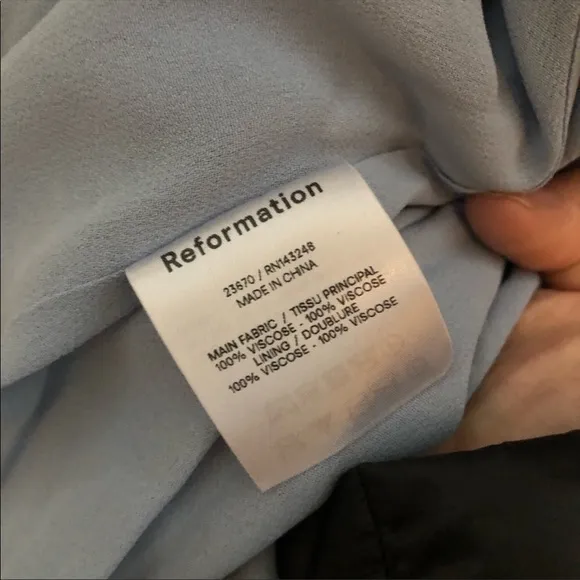 Reformation
23670 / RN143248
MADE IN CHINA
MAIN FABRIC / TISSU PRINCIPAL
100% VISCOSE - 100% VISCOSE
LINING / DOUBLURE
100% VISCOSE - 100% VISCOSE